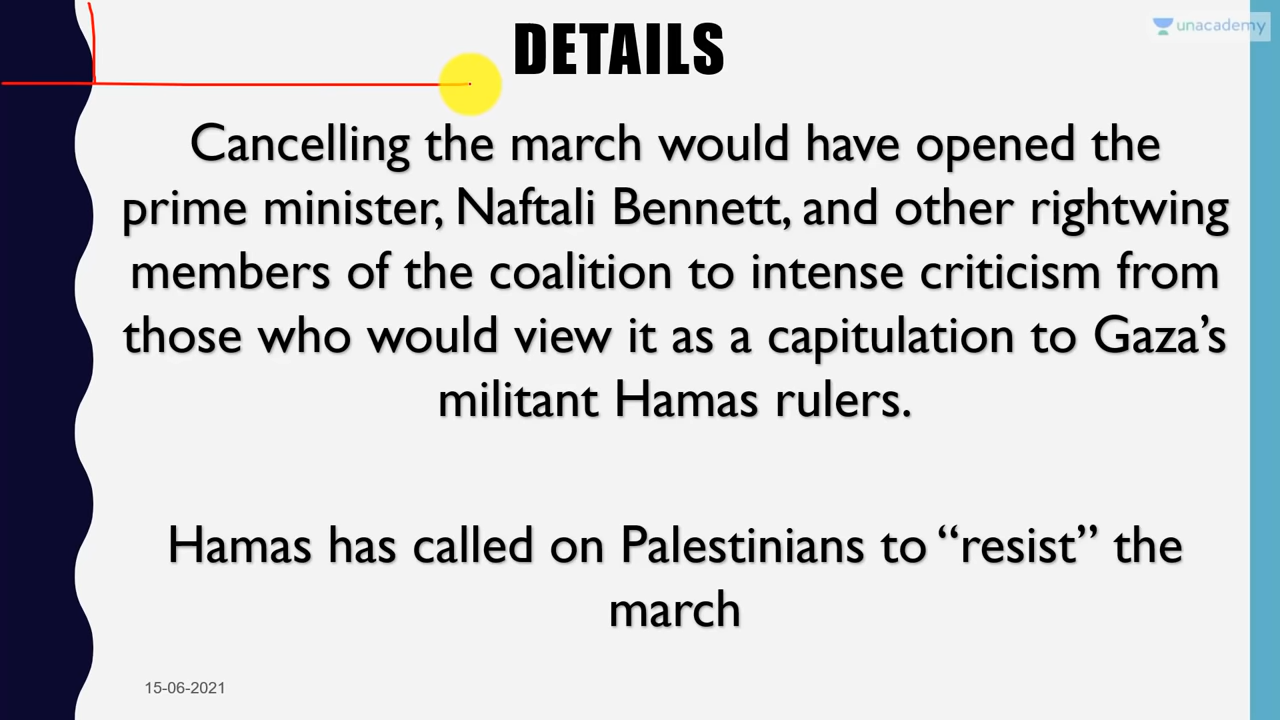 DETAILS
unacademy
Cancelling the march would have opened the
prime minister, Naftali Bennett, and other rightwing
members of the coalition to intense criticism from
those who would view it as a capitulation to Gaza’s
militant Hamas rulers.
Hamas has called on Palestinians to “resist” the
march
15-06-2021